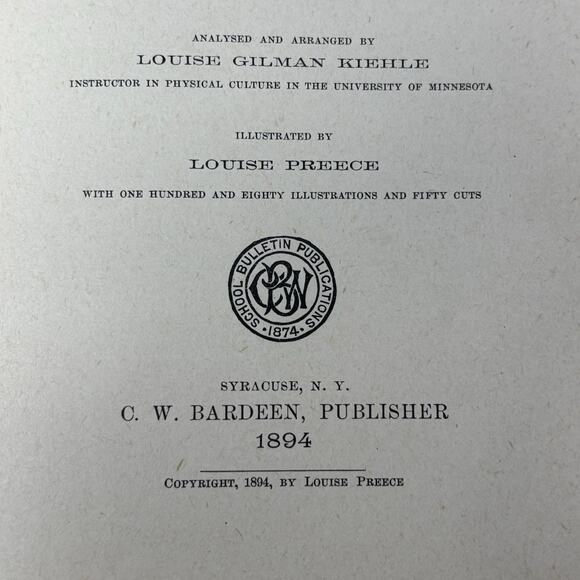 ANALYSED AND ARRANGED BY
LOUISE GILMAN KIEHLE
INSTRUCTOR IN PHYSICAL CULTURE IN THE UNIVERSITY OF MINNESOTA
ILLUSTRATED BY
LOUISE PREECE
WITH ONE HUNDRED AND EIGHTY ILLUSTRATIONS AND FIFTY CUTS
SCHOOL BULLETIN PUBLICATIONS
CWB
·1874·
SYRACUSE, N. Y.
C. W. BARDEEN, PUBLISHER
1894
COPYRIGHT, 1894, BY LOUISE PREECE